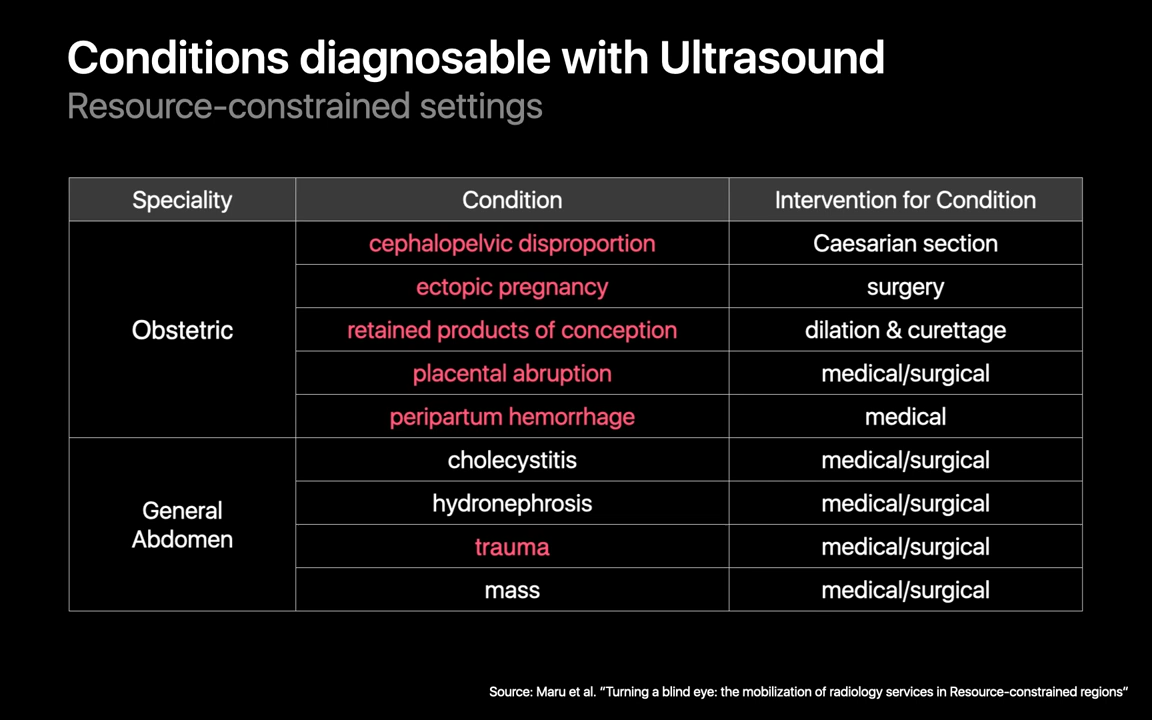 Conditions diagnosable with Ultrasound
Resource-constrained settings
Speciality Condition Intervention for Condition
Obstetric
cephalopelvic disproportion Caesarian section
ectopic pregnancy surgery
retained products of conception dilation & curettage
placental abruption medical/surgical
peripartum hemorrhage medical
General
Abdomen
cholecystitis medical/surgical
hydronephrosis medical/surgical
trauma medical/surgical
mass medical/surgical
Source: Maru et al. “Turning a blind eye: the mobilization of radiology services in Resource-constrained regions“